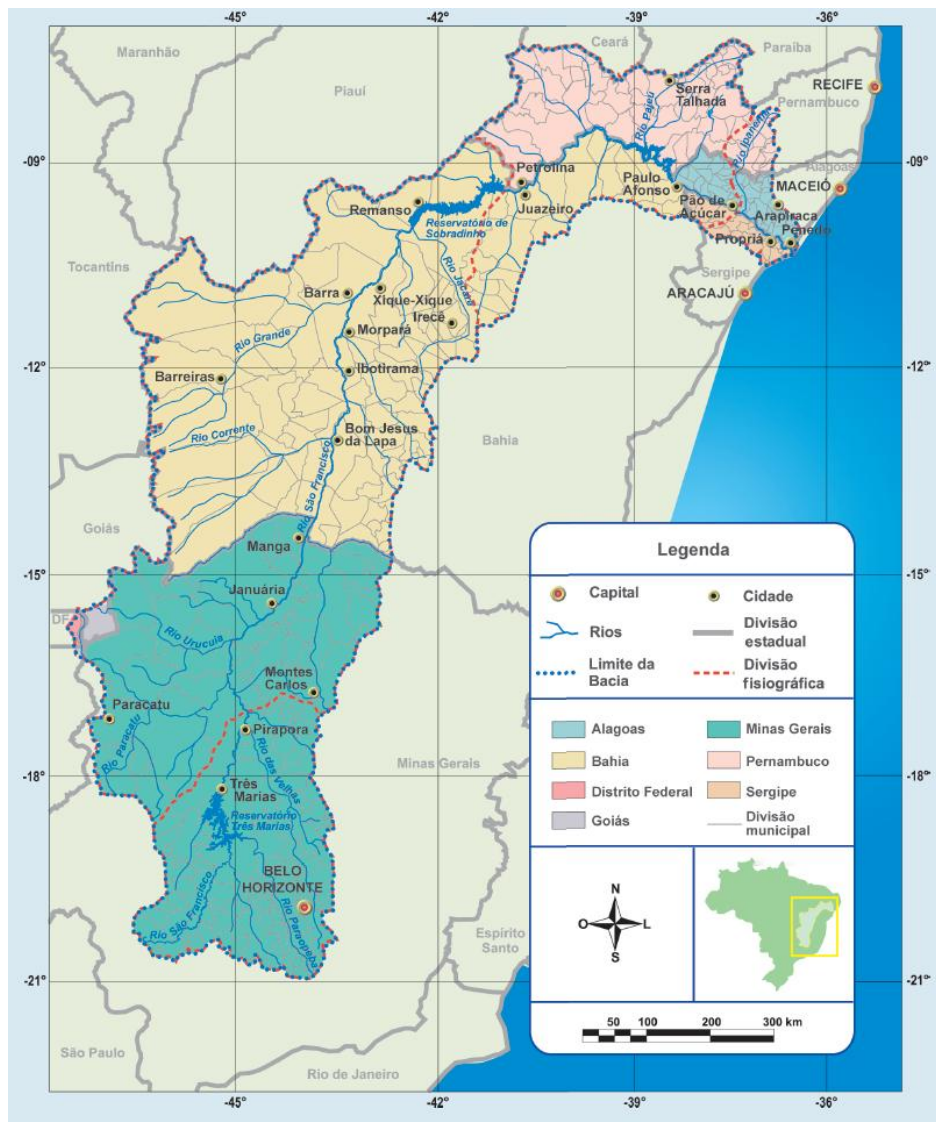 -45° -42° -39° -36°
Maranhão
Ceará
Paraíba
Piauí
RECIFE
Serra
Talhada
Rio Pajeú
Pernambuco
Rio Ipanema
-09° -09°
Alagoas
Petrolina
Paulo
Afonso
MACEIÓ
Pão de
Açúcar
Arapiraca
Remanso
Juazeiro
Reservatório de
Sobradinho
Penedo
Propriá
Tocantins
Rio Jacaré
Sergipe
ARACAJÚ
Barra
Xique-Xique
Irecê
Morpará
Rio Grande
-12° -12°
Ibotirama
Barreiras
Bom Jesus
da Lapa
Rio Corrente
Bahia
Rio São Francisco
Goiás
Manga
-15° -15°
Januária
DF
Rio Urucuia
Montes
Carlos
Paracatu
Rio Paracatu
Pirapora
Rio das Velhas
Minas Gerais
-18° -18°
Três
Marias
Reservatório
Três Marias
BELO
HORIZONTE
Rio São Francisco
Rio Paraopeba
Espírito
Santo
-21° -21°
São Paulo
Rio de Janeiro
-45° -42° -39° -36°
Legenda
Capital
Cidade
Rios
Divisão
estadual
Limite da
Bacia
Divisão
fisiográfica
Alagoas
Minas Gerais
Bahia
Pernambuco
Distrito Federal
Sergipe
Goiás
Divisão
municipal
N
O L
S
50 100 200 300 km